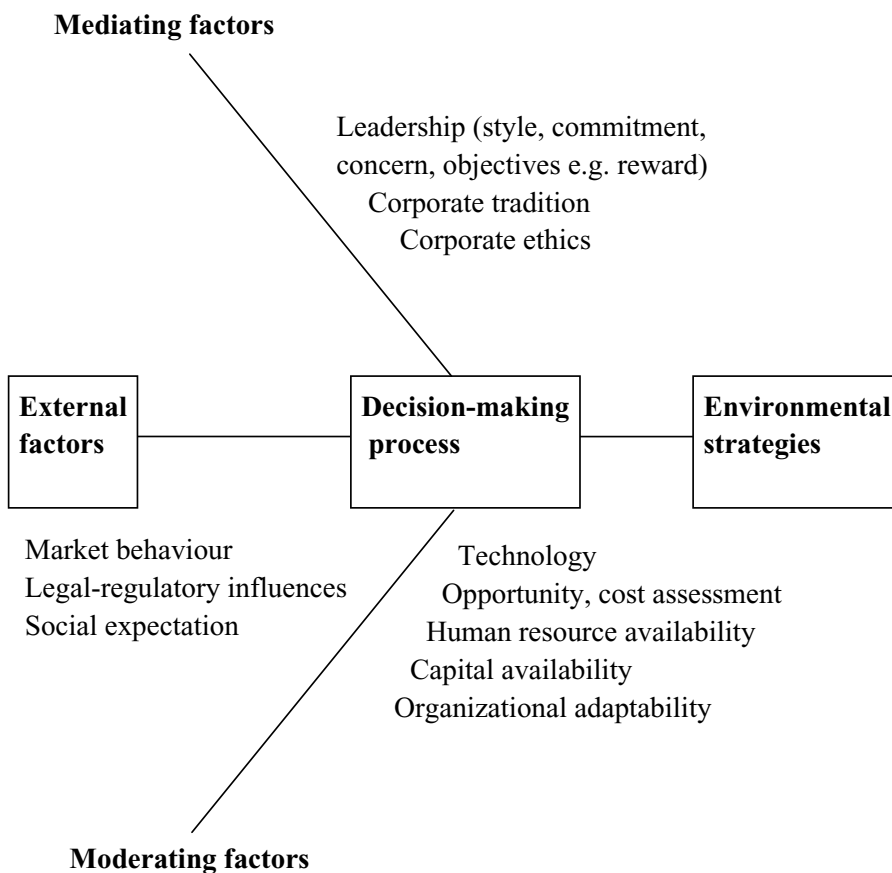 Mediating factors
Leadership (style, commitment,
concern, objectives e.g. reward)
Corporate tradition
Corporate ethics
External
factors
Decision-making
process
Environmental
strategies
Market behaviour
Legal-regulatory influences
Social expectation
Technology
Opportunity, cost assessment
Human resource availability
Capital availability
Organizational adaptability
Moderating factors